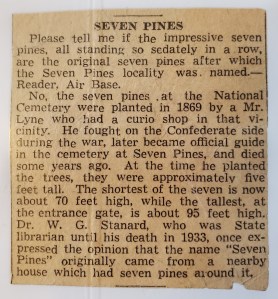 SEVEN PINES
Please tell me if the impressive seven
pines, all standing so sedately in a row,
are the original seven pines after which
the Seven Pines locality was named.—
Reader, Air Base.
No, the seven pines at the National
Cemetery were planted in 1869 by a Mr.
Lyne who had a curio shop in that vi-
cinity. He fought on the Confederate side
during the war, later became official guide
in the cemetery at Seven Pines, and died
some years ago. At the time he planted
the trees, they were approximately five
feet tall. The shortest of the seven is now
about 70 feet high, while the tallest, at
the entrance gate, is about 95 feet high.
Dr. W. G. Stanard, who was State
librarian until his death in 1933, once ex-
pressed the opinion that the name "Seven
Pines" originally came from a nearby
house which had seven pines around it.